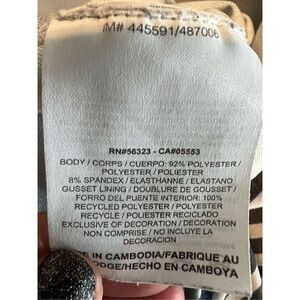 IM# 445591/487006
RN#56323 - CA#05553
BODY / CORPS / CUERPO: 92% POLYESTER /
POLYESTER / POLIESTER
8% SPANDEX / ELASTHANNE / ELASTANO
GUSSET LINING / DOUBLURE DE GOUSSET /
FORRO DEL PUENTE INTERIOR: 100%
RECYCLED POLYESTER / POLYESTER
RECYCLE / POLIESTER RECICLADO
EXCLUSIVE OF DECORATION / DECORATION
NON COMPRISE / NO INCLUYE LA
DECORACION
IN CAMBODIA/FABRIQUE AU
ODGE/HECHO EN CAMBOYA